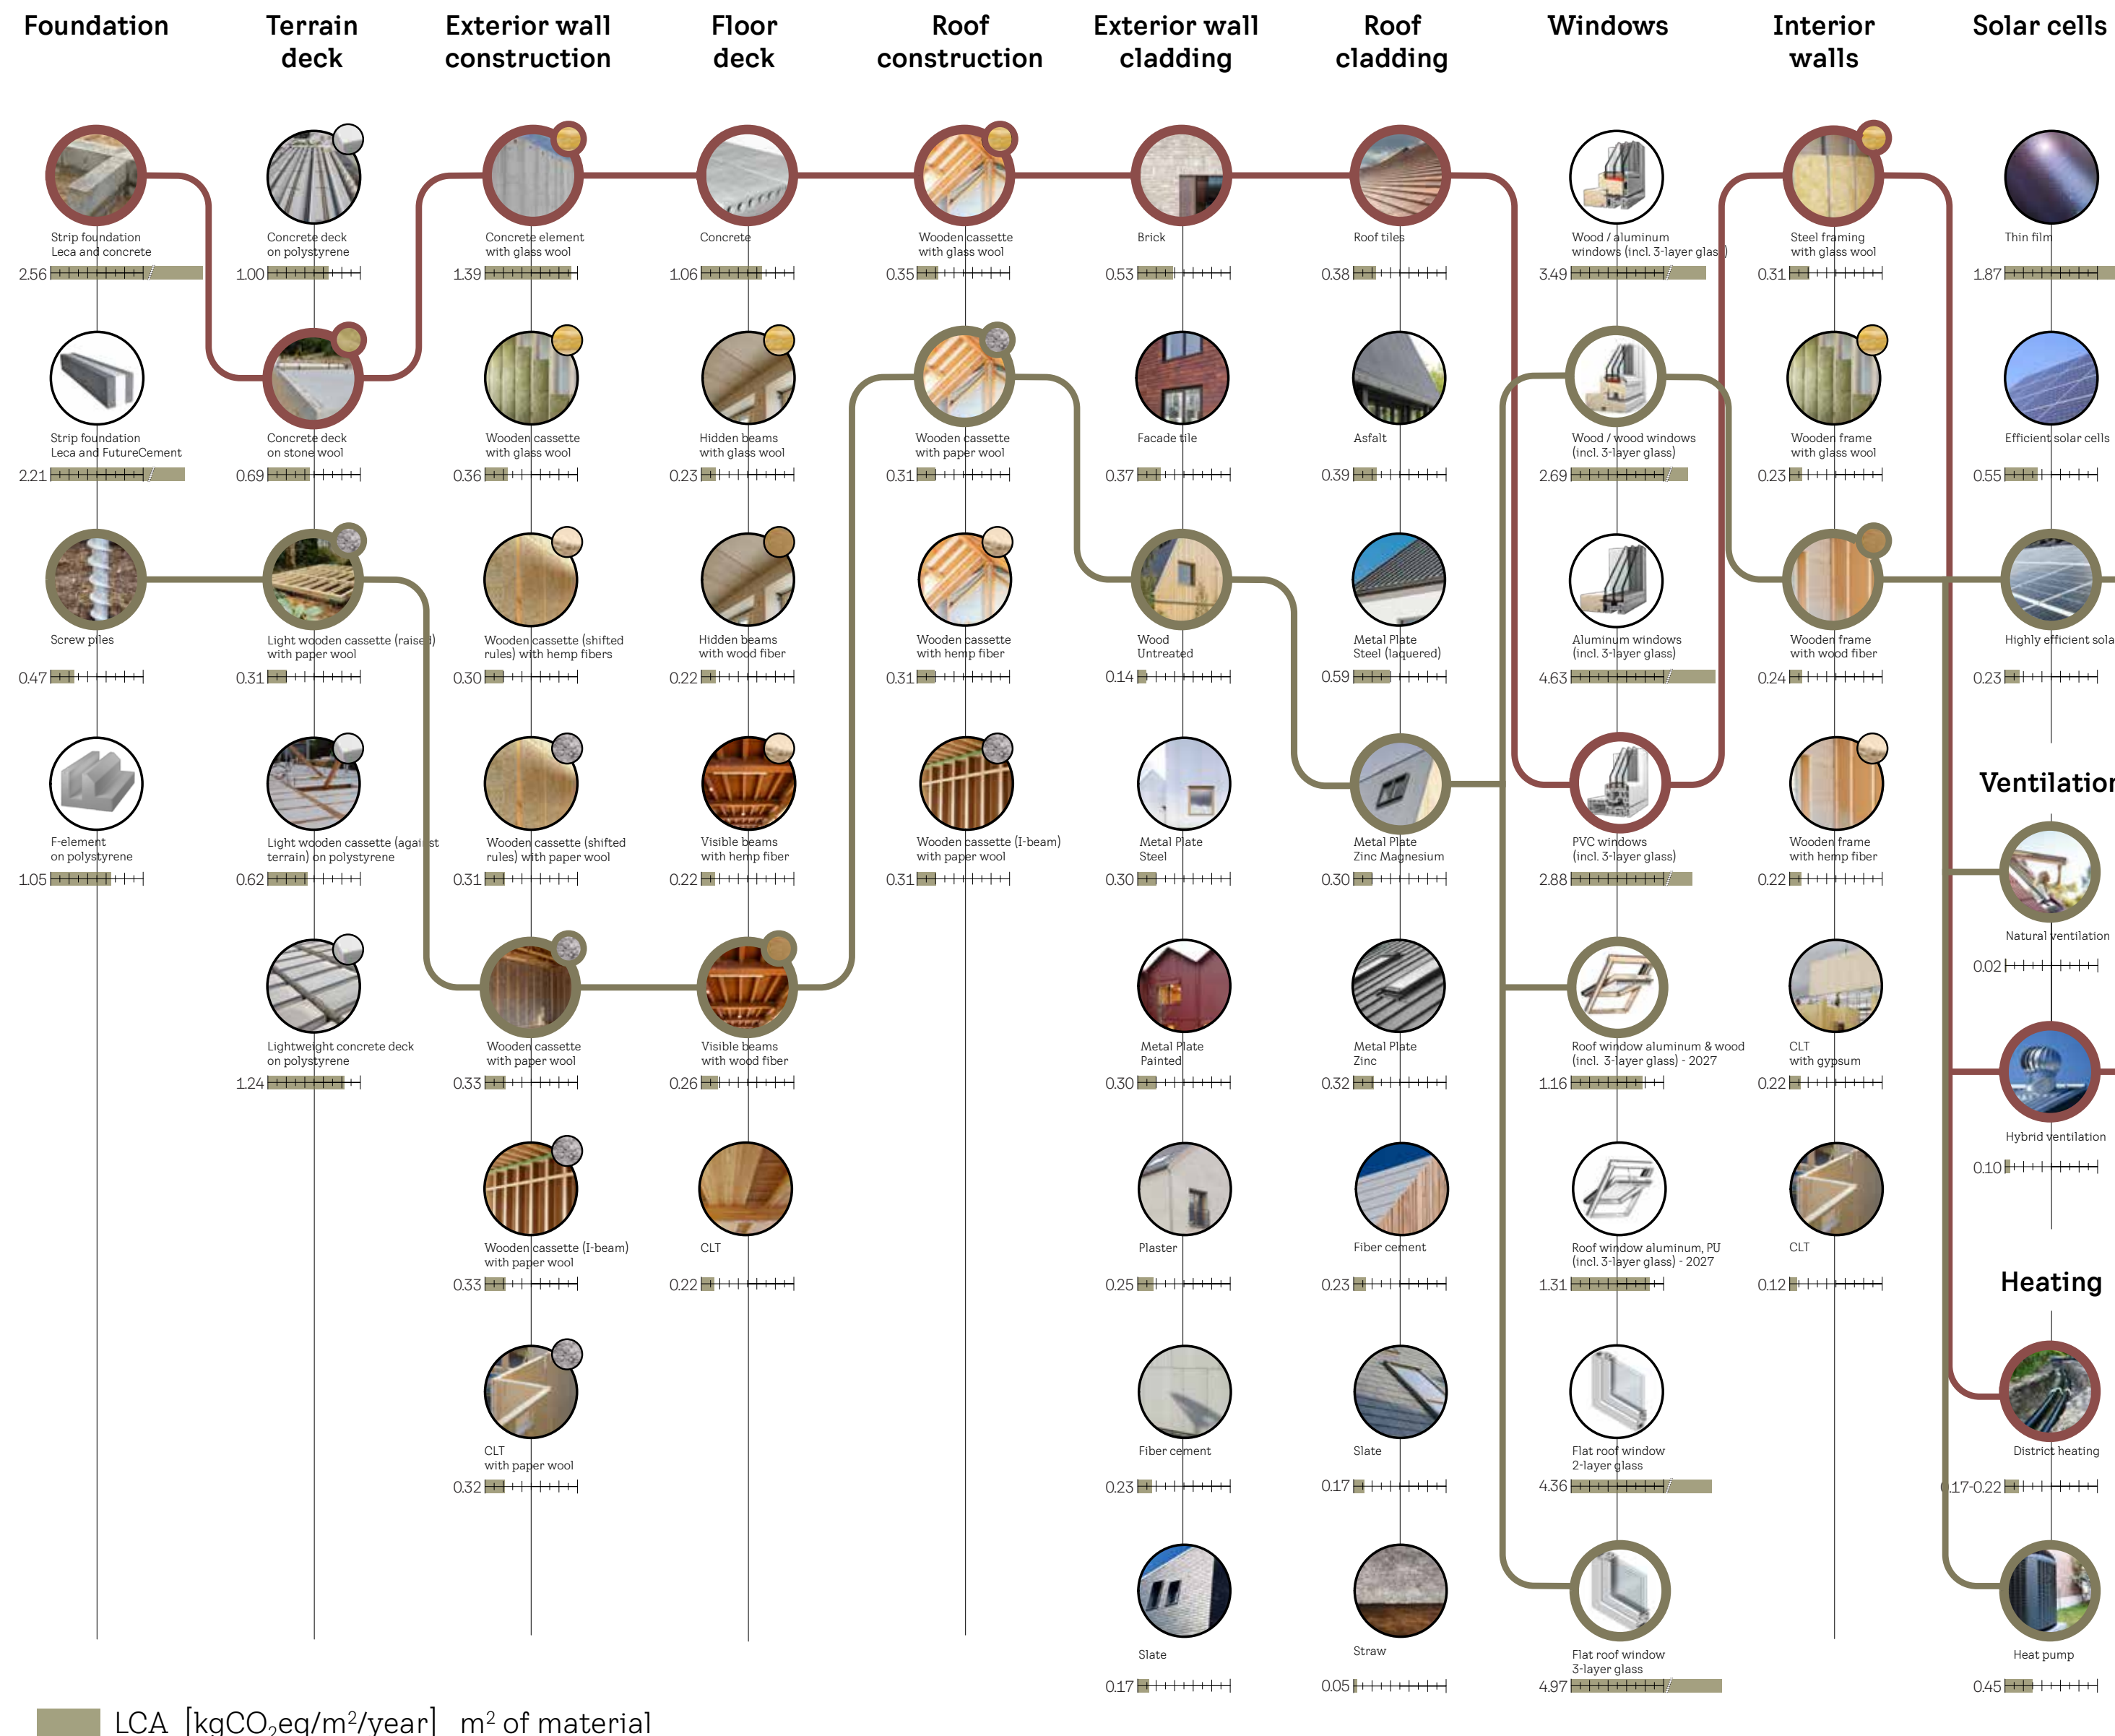 Foundation
Terrain
deck
Exterior wall
construction
Floor
deck
Roof
construction
Exterior wall
cladding
Roof
cladding
Windows
Interior
walls
Solar cells
Strip foundation
Leca and concrete
2.56
Concrete deck
on polystyrene
1.00
Concrete element
with glass wool
1.39
Concrete
1.06
Wooden cassette
with glass wool
0.35
Brick
0.53
Roof tiles
0.38
Wood / aluminum
windows (incl. 3-layer glass)
3.49
Steel framing
with glass wool
0.31
Thin film
1.87
Strip foundation
Leca and FutureCement
2.21
Concrete deck
on stone wool
0.69
Wooden cassette
with glass wool
0.36
Hidden beams
with glass wool
0.23
Wooden cassette
with paper wool
0.31
Facade tile
0.37
Asfalt
0.39
Wood / wood windows
(incl. 3-layer glass)
2.69
Wooden frame
with glass wool
0.23
Efficient solar cells
0.55
Screw piles
0.47
Light wooden cassette (raised)
with paper wool
0.31
Wooden cassette (shifted
rules) with hemp fibers
0.30
Hidden beams
with wood fiber
0.22
Wooden cassette
with hemp fiber
0.31
Wood
Untreated
0.14
Metal Plate
Steel (laquered)
0.59
Aluminum windows
(incl. 3-layer glass)
4.63
Wooden frame
with wood fiber
0.24
Highly efficient sola
0.23
F-element
on polystyrene
1.05
Light wooden cassette (against
terrain) on polystyrene
0.62
Wooden cassette (shifted
rules) with paper wool
0.31
Visible beams
with hemp fiber
0.22
Wooden cassette (I-beam)
with paper wool
0.31
Metal Plate
Steel
0.30
Metal Plate
Zinc Magnesium
0.30
PVC windows
(incl. 3-layer glass)
2.88
Wooden frame
with hemp fiber
0.22
Ventilation
Natural ventilation
0.02
Lightweight concrete deck
on polystyrene
1.24
Wooden cassette
with paper wool
0.33
Visible beams
with wood fiber
0.26
Metal Plate
Painted
0.30
Metal Plate
Zinc
0.32
Roof window aluminum & wood
(incl. 3-layer glass) - 2027
1.16
CLT
with gypsum
0.22
Hybrid ventilation
0.10
Wooden cassette (I-beam)
with paper wool
0.33
CLT
0.22
Plaster
0.25
Fiber cement
0.23
Roof window aluminum, PU
(incl. 3-layer glass) - 2027
1.31
CLT
0.12
Heating
District heating
0.17-0.22
CLT
with paper wool
0.32
Fiber cement
0.23
Slate
0.17
Flat roof window
2-layer glass
4.36
Slate
0.17
Straw
0.05
Flat roof window
3-layer glass
4.97
Heat pump
0.45
LCA [kgCO₂eq/m²/year] m² of material